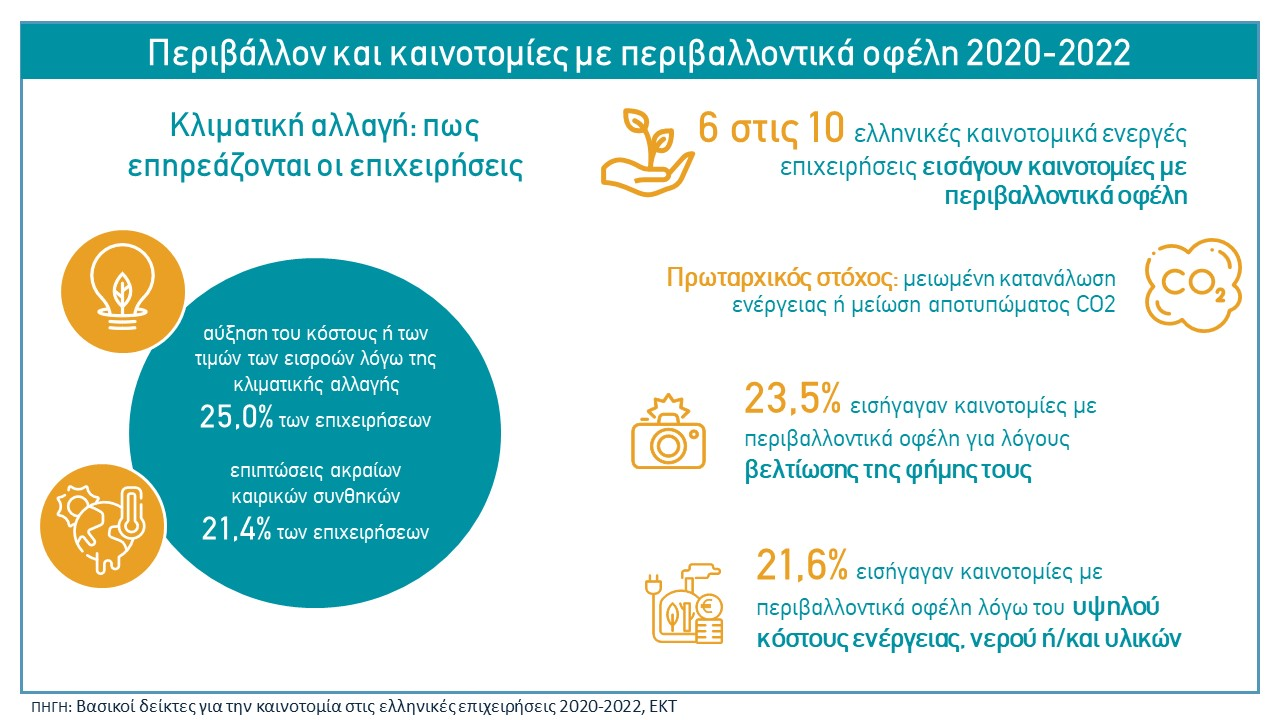 Περιβάλλον και καινοτομίες με περιβαλλοντικά οφέλη 2020-2022
Κλιματική αλλαγή: πως
επηρεάζονται οι επιχειρήσεις
αύξηση του κόστους ή των
τιμών των εισροών λόγω της
κλιματικής αλλαγής
25,0% των επιχειρήσεων
επιπτώσεις ακραίων
καιρικών συνθηκών
21,4% των επιχειρήσεων
6 στις 10 ελληνικές καινοτομικά ενεργές
επιχειρήσεις εισάγουν καινοτομίες με
περιβαλλοντικά οφέλη
Πρωταρχικός στόχος: μειωμένη κατανάλωση
ενέργειας ή μείωση αποτυπώματος CO2
CO2
23,5% εισήγαγαν καινοτομίες με
περιβαλλοντικά οφέλη για λόγους
βελτίωσης της φήμης τους
21,6% εισήγαγαν καινοτομίες με
περιβαλλοντικά οφέλη λόγω του υψηλού
κόστους ενέργειας, νερού ή/και υλικών
€
ΠΗΓΗ: Βασικοί δείκτες για την καινοτομία στις ελληνικές επιχειρήσεις 2020-2022, ΕΚΤ